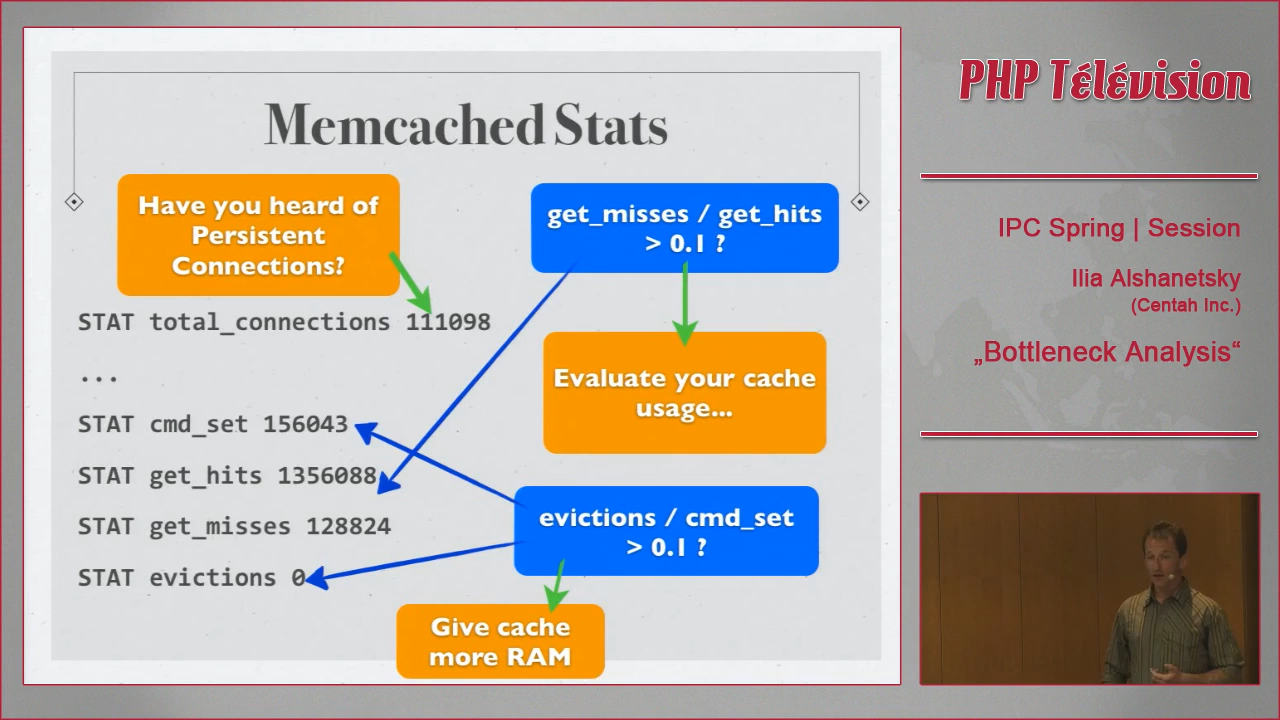 Memcached Stats
Have you heard of
Persistent
Connections?
get_misses / get_hits
> 0.1 ?
STAT total_connections 111098
...
Evaluate your cache
usage...
STAT cmd_set 156043
STAT get_hits 1356088
STAT get_misses 128824
STAT evictions 0
evictions / cmd_set
> 0.1 ?
Give cache
more RAM
PHP Télévision
IPC Spring | Session
Ilia Alshanetsky
(Centah Inc.)
„Bottleneck Analysis“